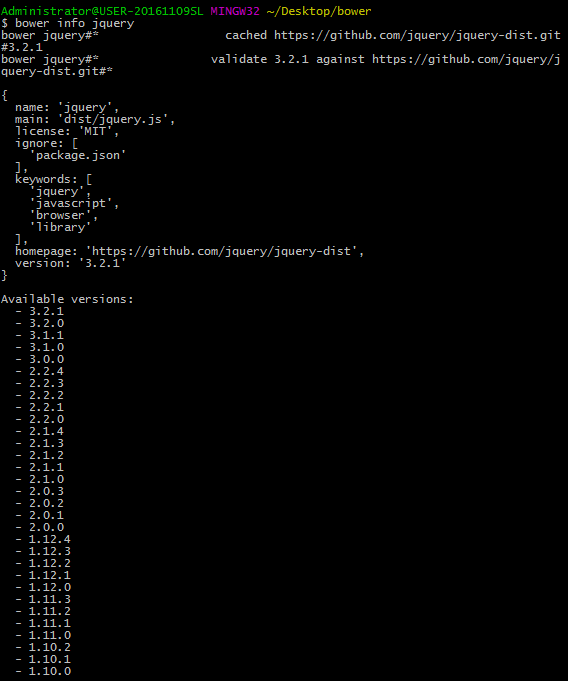 Administrator@USER-20161109SL MINGW32 ~/Desktop/bower
$ bower info jquery
bower jquery#*                  cached https://github.com/jquery/jquery-dist.git
#3.2.1
bower jquery#*                validate 3.2.1 against https://github.com/jquery/j
query-dist.git#*

{
  name: 'jquery',
  main: 'dist/jquery.js',
  license: 'MIT',
  ignore: [
    'package.json'
  ],
  keywords: [
    'jquery',
    'javascript',
    'browser',
    'library'
  ],
  homepage: 'https://github.com/jquery/jquery-dist',
  version: '3.2.1'
}

Available versions:
  - 3.2.1
  - 3.2.0
  - 3.1.1
  - 3.1.0
  - 3.0.0
  - 2.2.4
  - 2.2.3
  - 2.2.2
  - 2.2.1
  - 2.2.0
  - 2.1.4
  - 2.1.3
  - 2.1.2
  - 2.1.1
  - 2.1.0
  - 2.0.3
  - 2.0.2
  - 2.0.1
  - 2.0.0
  - 1.12.4
  - 1.12.3
  - 1.12.2
  - 1.12.1
  - 1.12.0
  - 1.11.3
  - 1.11.2
  - 1.11.1
  - 1.11.0
  - 1.10.2
  - 1.10.1
  - 1.10.0